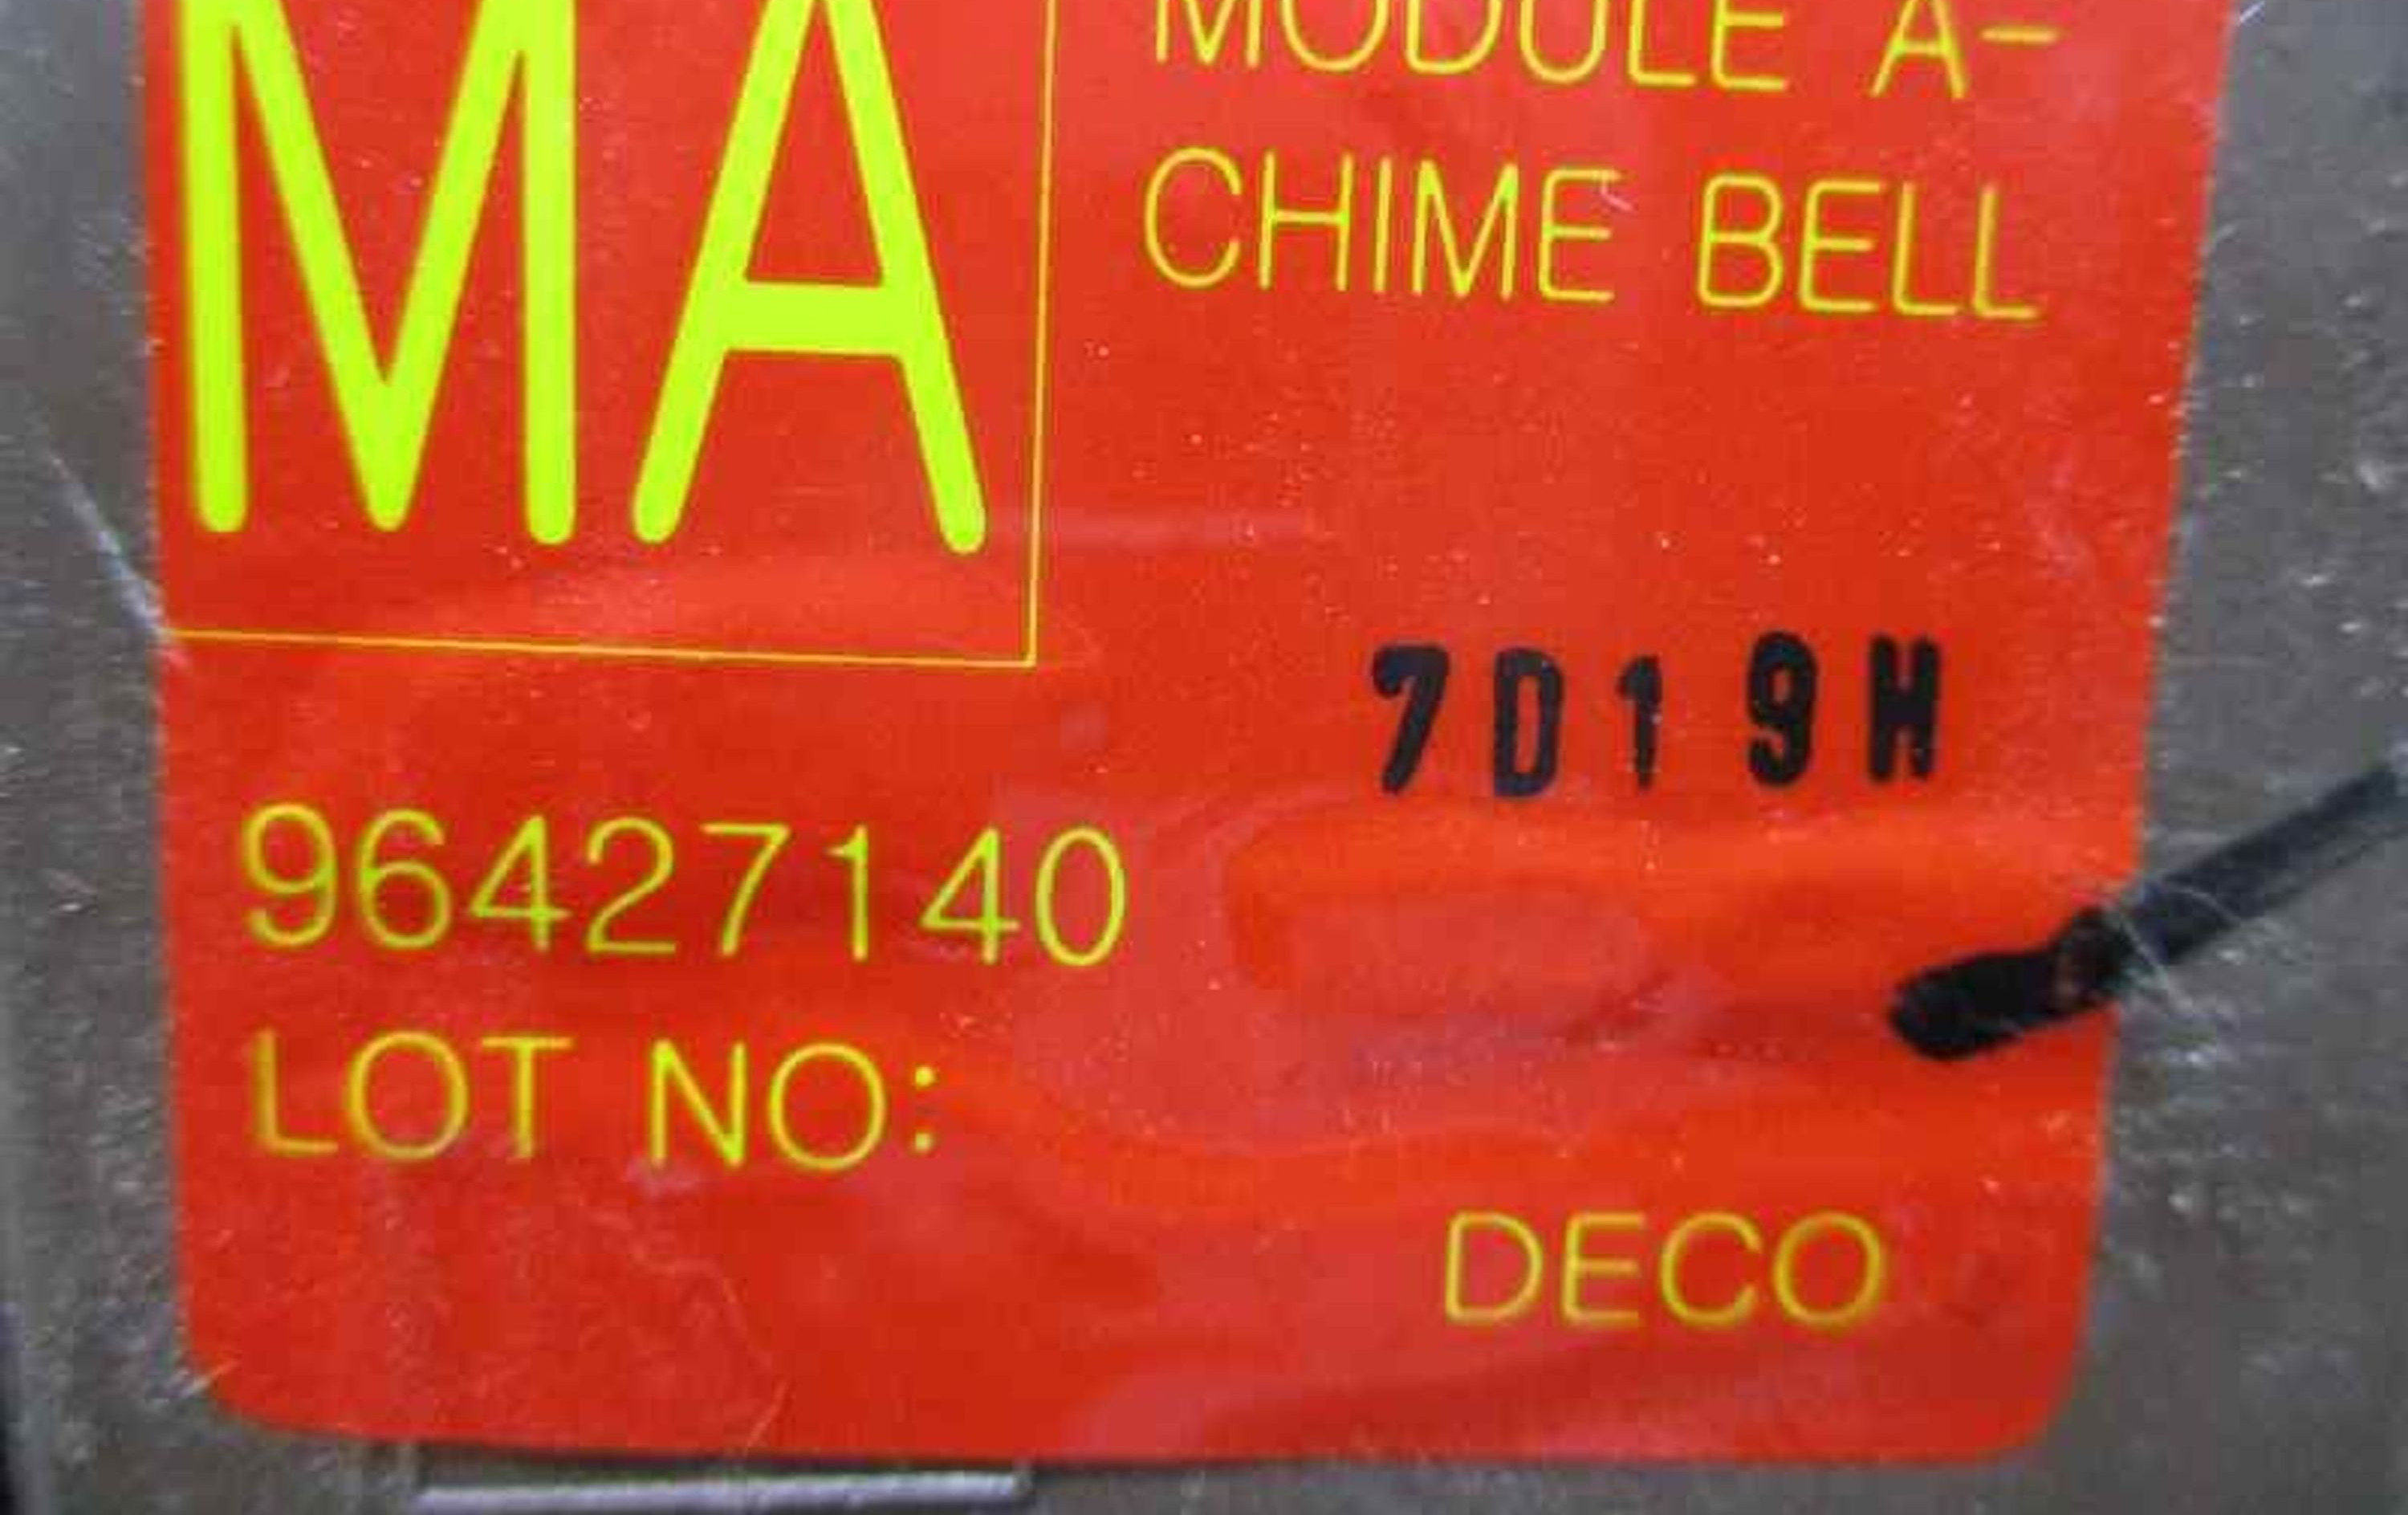 MA
MODULE A-
CHIME BELL
7D19H
96427140
LOT NO:
DECO